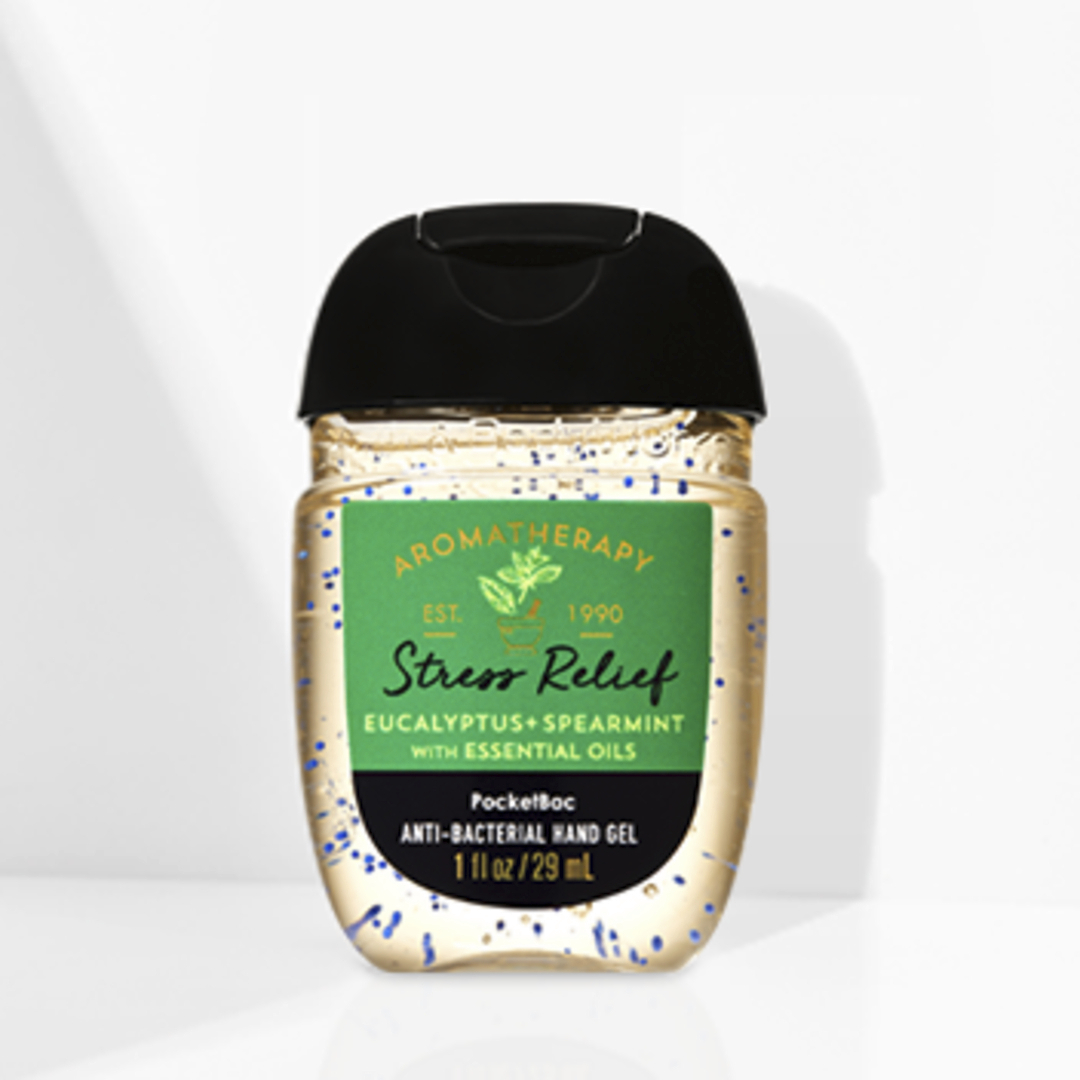 AROMATHERAPY
EST. 1990
Stress Relief
EUCALYPTUS+SPEARMINT
WITH ESSENTIAL OILS
PocketBac
ANTI-BACTERIAL HAND GEL
1 fl oz / 29 mL